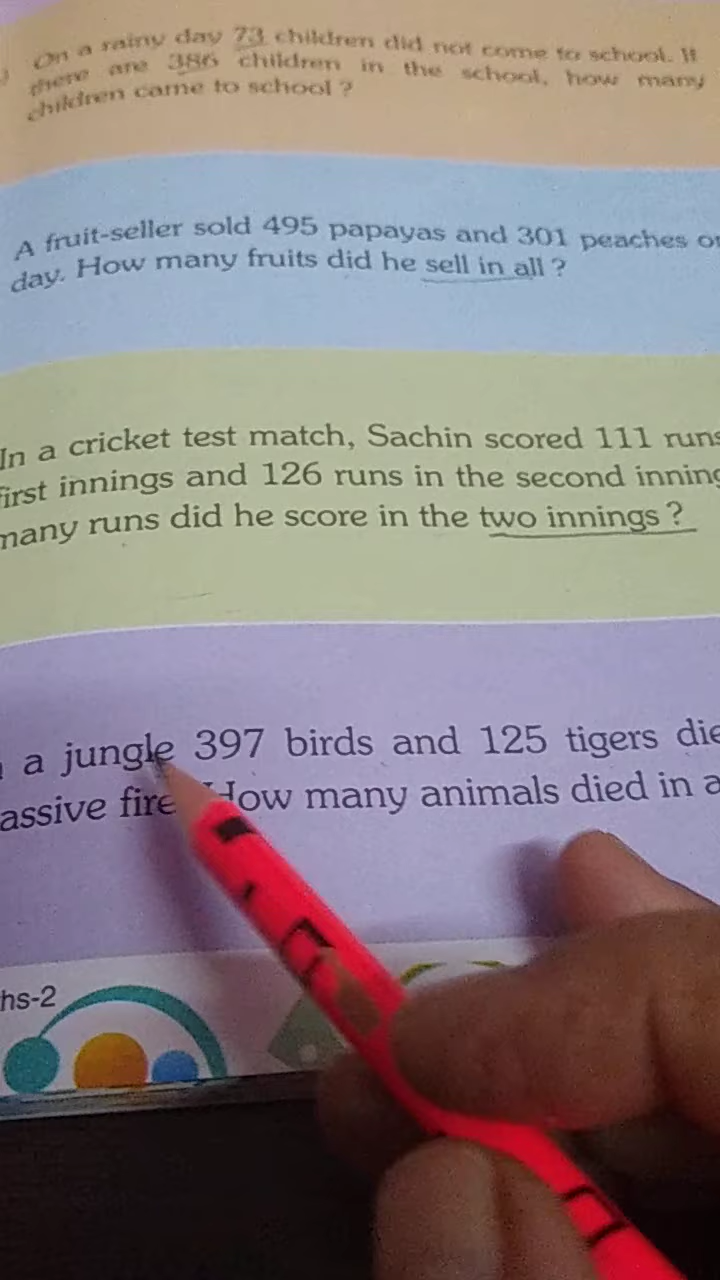 On a rainy day 73 children did not come to school. If
there are 386 children in the school, how many
children came to school ?
A fruit-seller sold 495 papayas and 301 peaches
day. How many fruits did he sell in all ?
In a cricket test match, Sachin scored 111 runs
first innings and 126 runs in the second
many runs did he score in the two innings ?
a jungle 397 birds and 125 tigers
fire. How many animals died in
hs-2